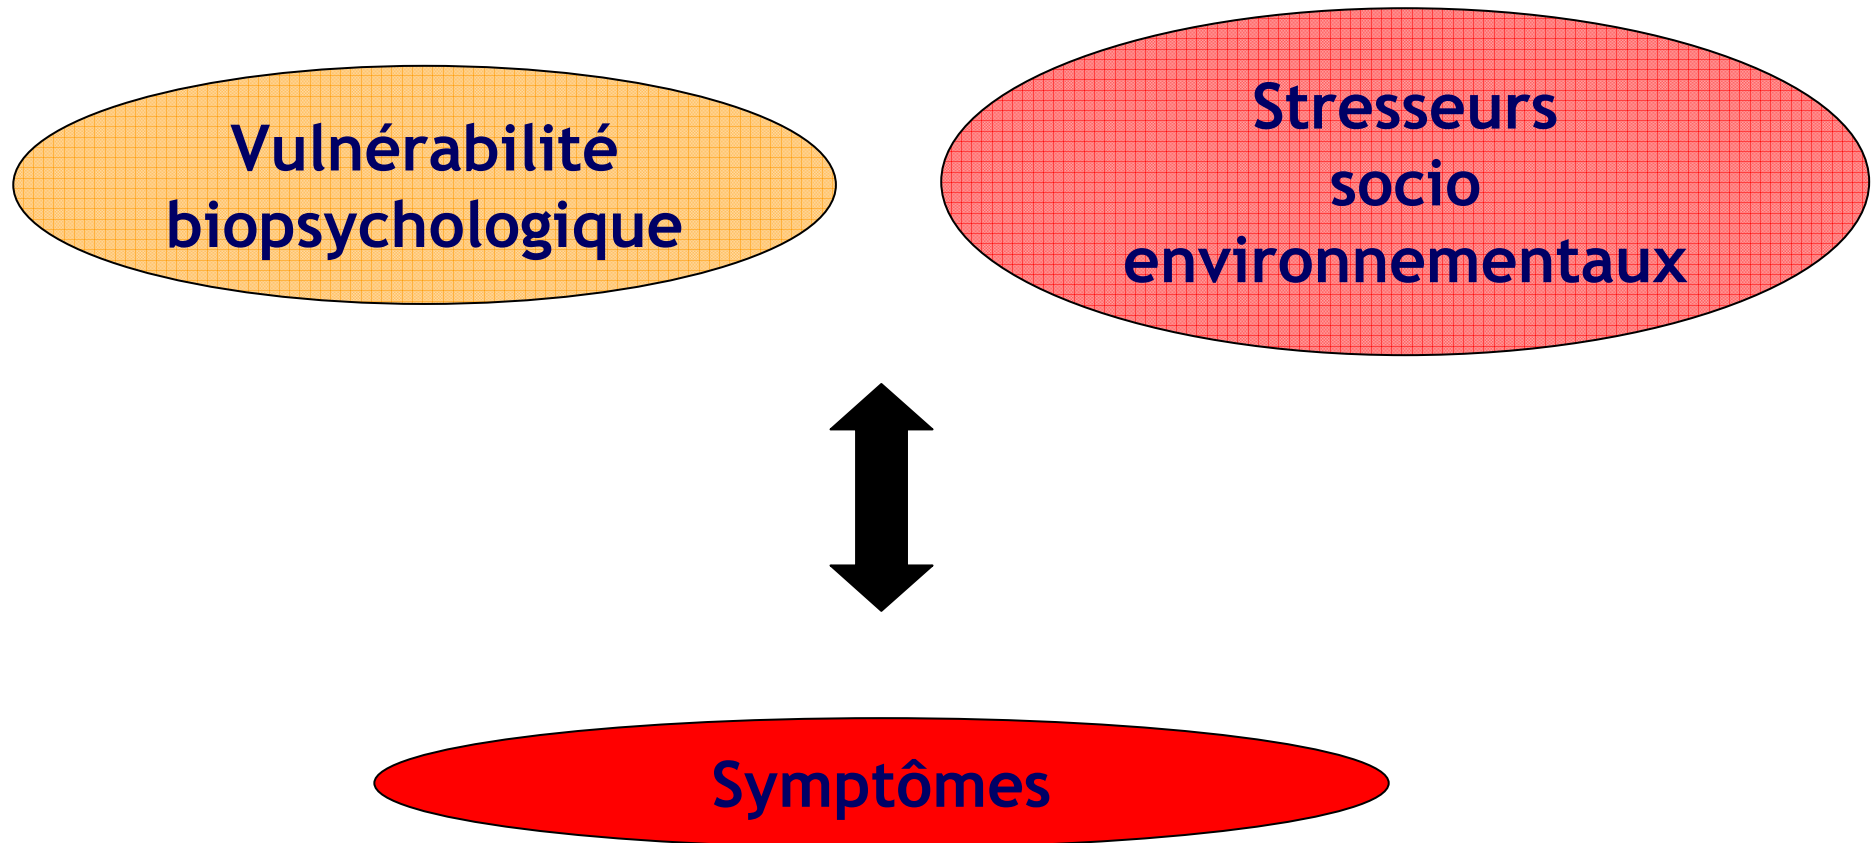 Vulnérabilité
biopsychologique
Stresseurs
socio
environnementaux
Symptômes